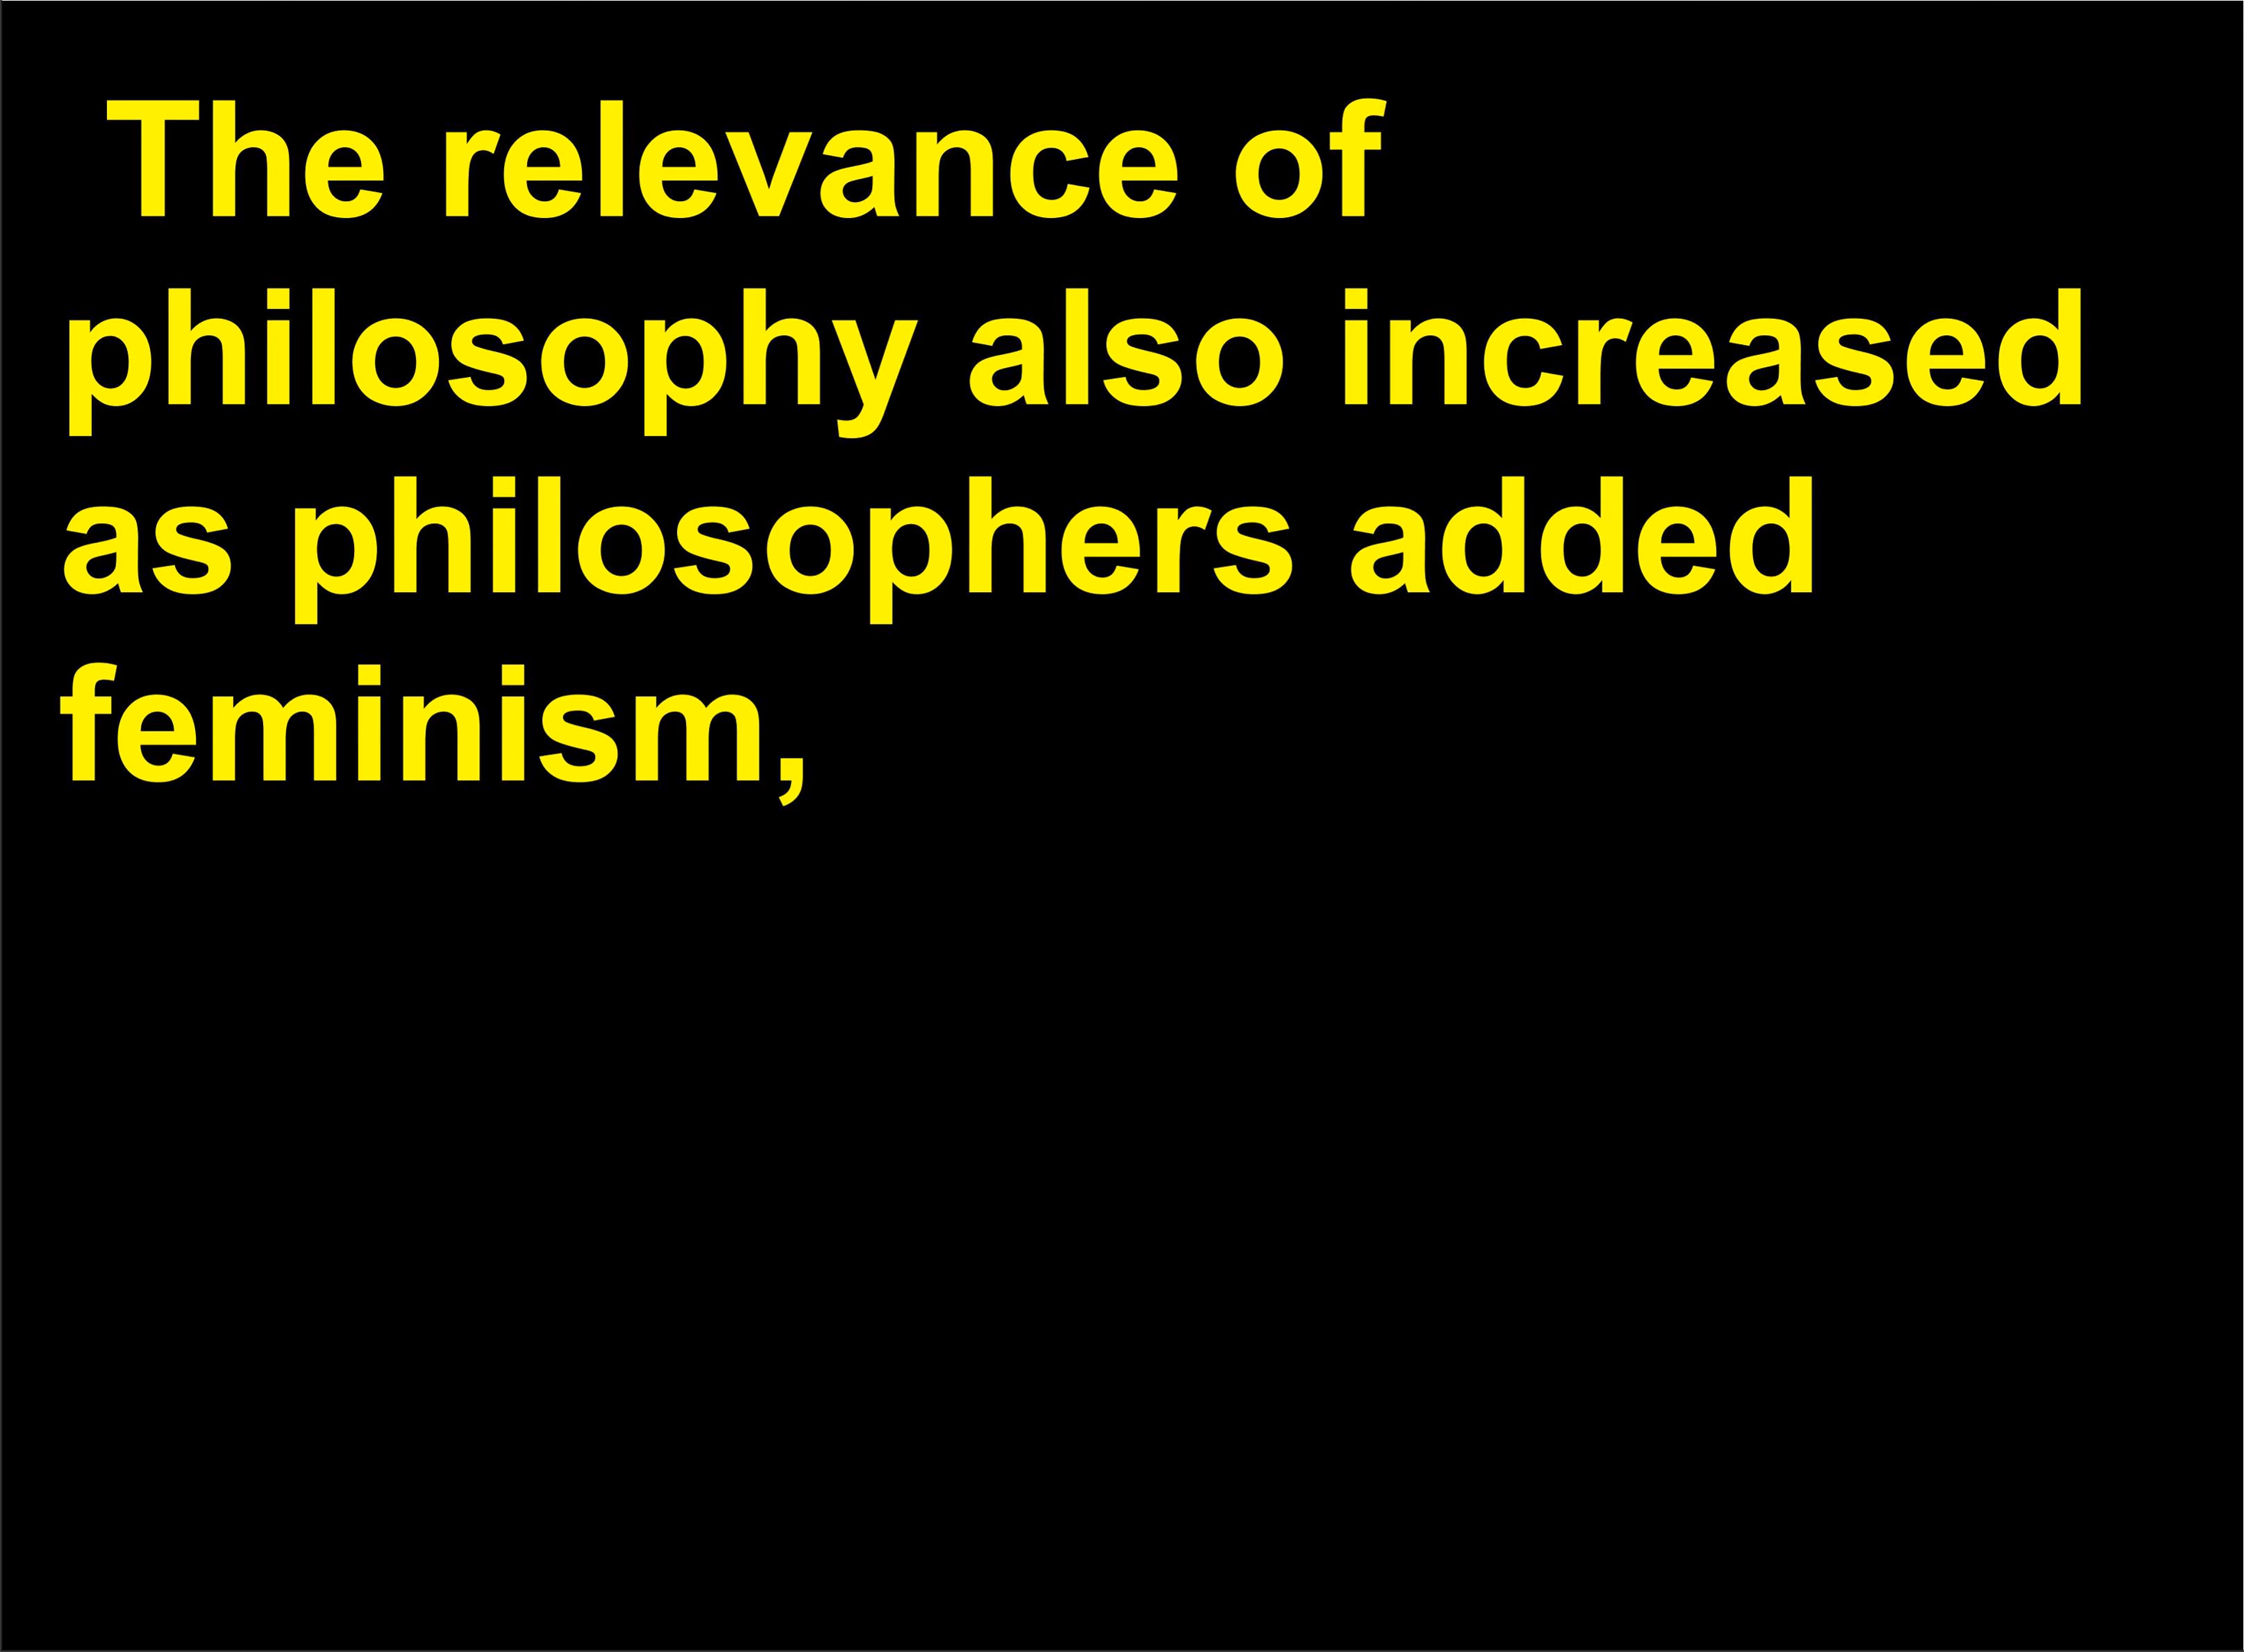 The relevance of
philosophy also increased
as philosophers added
feminism,